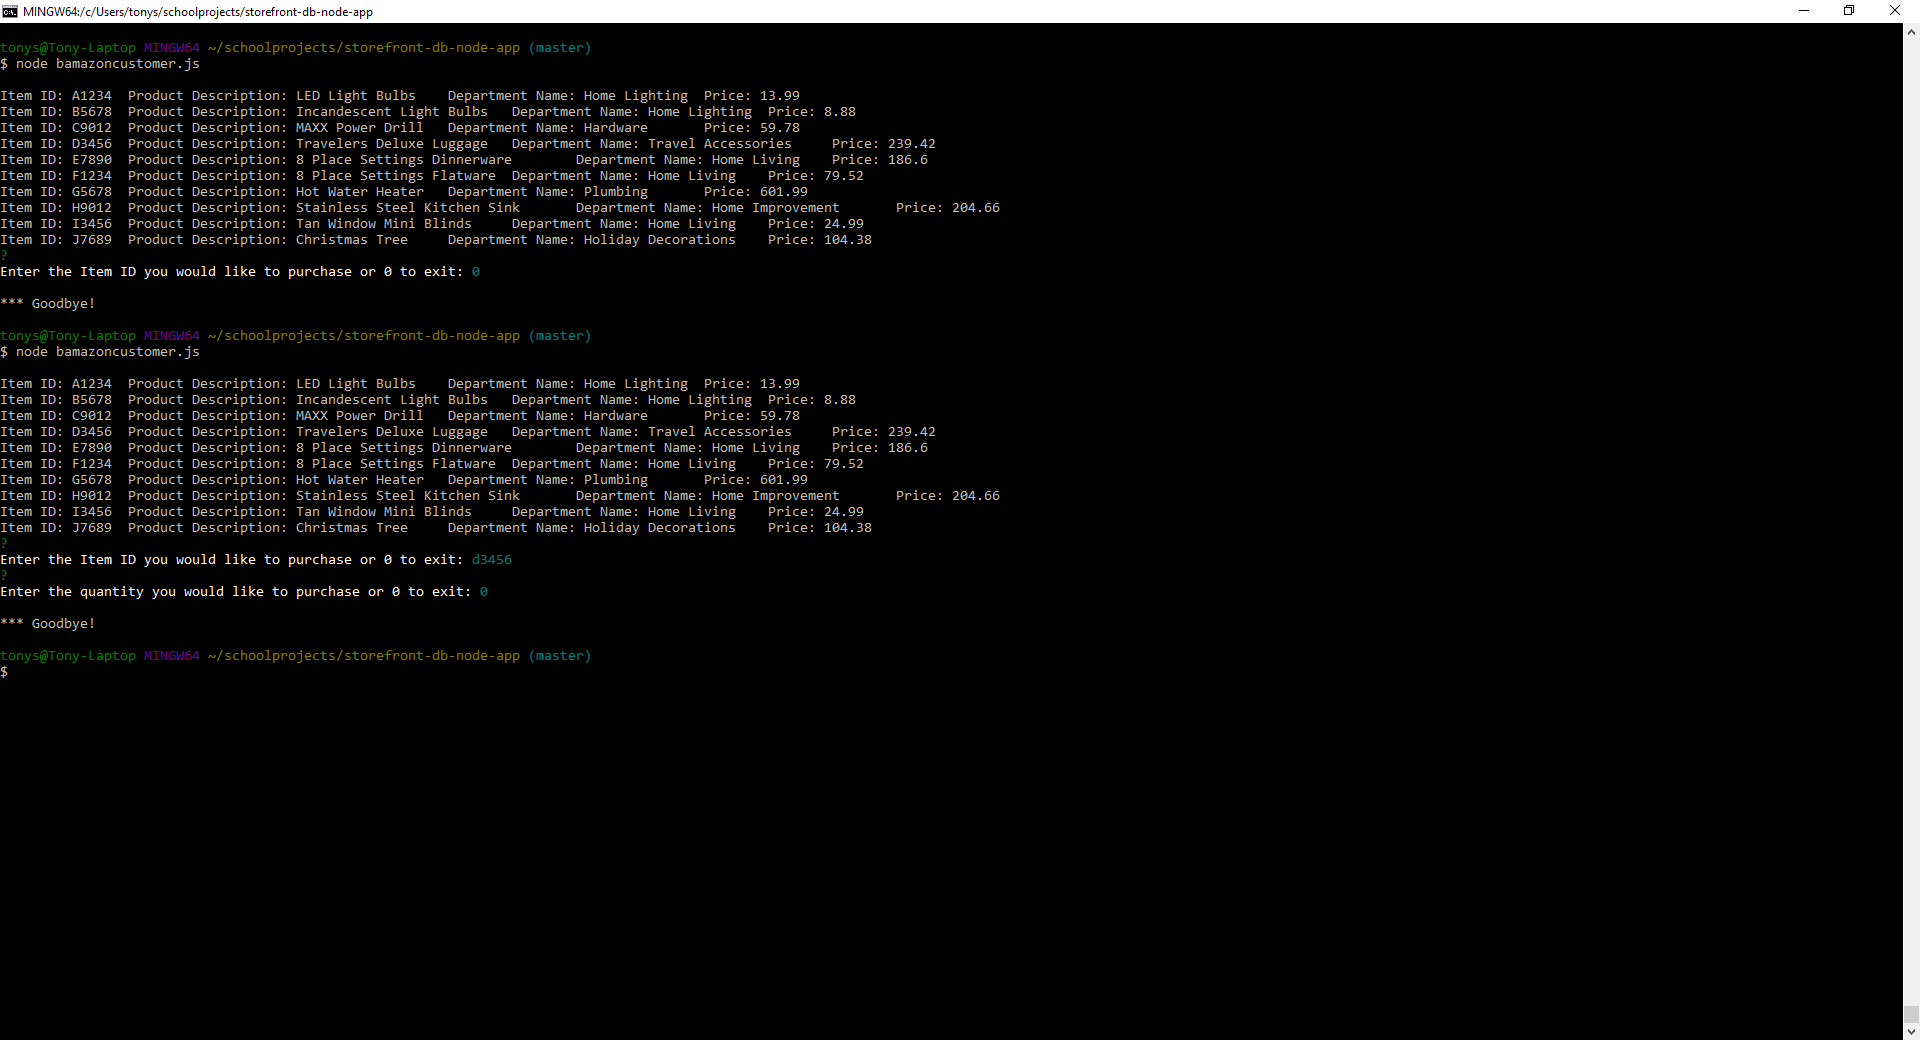 MINGW64:/c/Users/tonys/schoolprojects/storefront-db-node-app
tonys@Tony-Laptop MINGW64 ~/schoolprojects/storefront-db-node-app (master)
$ node bamazoncustomer.js
Item ID: A1234  Product Description: LED Light Bulbs    Department Name: Home Lighting  Price: 13.99
Item ID: B5678  Product Description: Incandescent Light Bulbs   Department Name: Home Lighting  Price: 8.88
Item ID: C9012  Product Description: MAXX Power Drill   Department Name: Hardware       Price: 59.78
Item ID: D3456  Product Description: Travelers Deluxe Luggage   Department Name: Travel Accessories     Price: 239.42
Item ID: E7890  Product Description: 8 Place Settings Dinnerware        Department Name: Home Living    Price: 186.6
Item ID: F1234  Product Description: 8 Place Settings Flatware  Department Name: Home Living    Price: 79.52
Item ID: G5678  Product Description: Hot Water Heater   Department Name: Plumbing       Price: 601.99
Item ID: H9012  Product Description: Stainless Steel Kitchen Sink       Department Name: Home Improvement       Price: 204.66
Item ID: I3456  Product Description: Tan Window Mini Blinds     Department Name: Home Living    Price: 24.99
Item ID: J7689  Product Description: Christmas Tree     Department Name: Holiday Decorations    Price: 104.38
?
Enter the Item ID you would like to purchase or 0 to exit: 0
*** Goodbye!
tonys@Tony-Laptop MINGW64 ~/schoolprojects/storefront-db-node-app (master)
$ node bamazoncustomer.js
Item ID: A1234  Product Description: LED Light Bulbs    Department Name: Home Lighting  Price: 13.99
Item ID: B5678  Product Description: Incandescent Light Bulbs   Department Name: Home Lighting  Price: 8.88
Item ID: C9012  Product Description: MAXX Power Drill   Department Name: Hardware       Price: 59.78
Item ID: D3456  Product Description: Travelers Deluxe Luggage   Department Name: Travel Accessories     Price: 239.42
Item ID: E7890  Product Description: 8 Place Settings Dinnerware        Department Name: Home Living    Price: 186.6
Item ID: F1234  Product Description: 8 Place Settings Flatware  Department Name: Home Living    Price: 79.52
Item ID: G5678  Product Description: Hot Water Heater   Department Name: Plumbing       Price: 601.99
Item ID: H9012  Product Description: Stainless Steel Kitchen Sink       Department Name: Home Improvement       Price: 204.66
Item ID: I3456  Product Description: Tan Window Mini Blinds     Department Name: Home Living    Price: 24.99
Item ID: J7689  Product Description: Christmas Tree     Department Name: Holiday Decorations    Price: 104.38
?
Enter the Item ID you would like to purchase or 0 to exit: d3456
?
Enter the quantity you would like to purchase or 0 to exit: 0
*** Goodbye!
tonys@Tony-Laptop MINGW64 ~/schoolprojects/storefront-db-node-app (master)
$